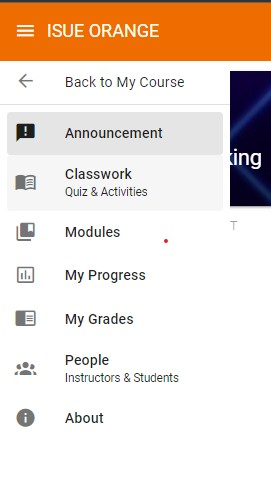 ISUE ORANGE
Back to My Course
Announcement
Classwork
Quiz & Activities
king
Modules
T
My Progress
My Grades
People
Instructors & Students
About